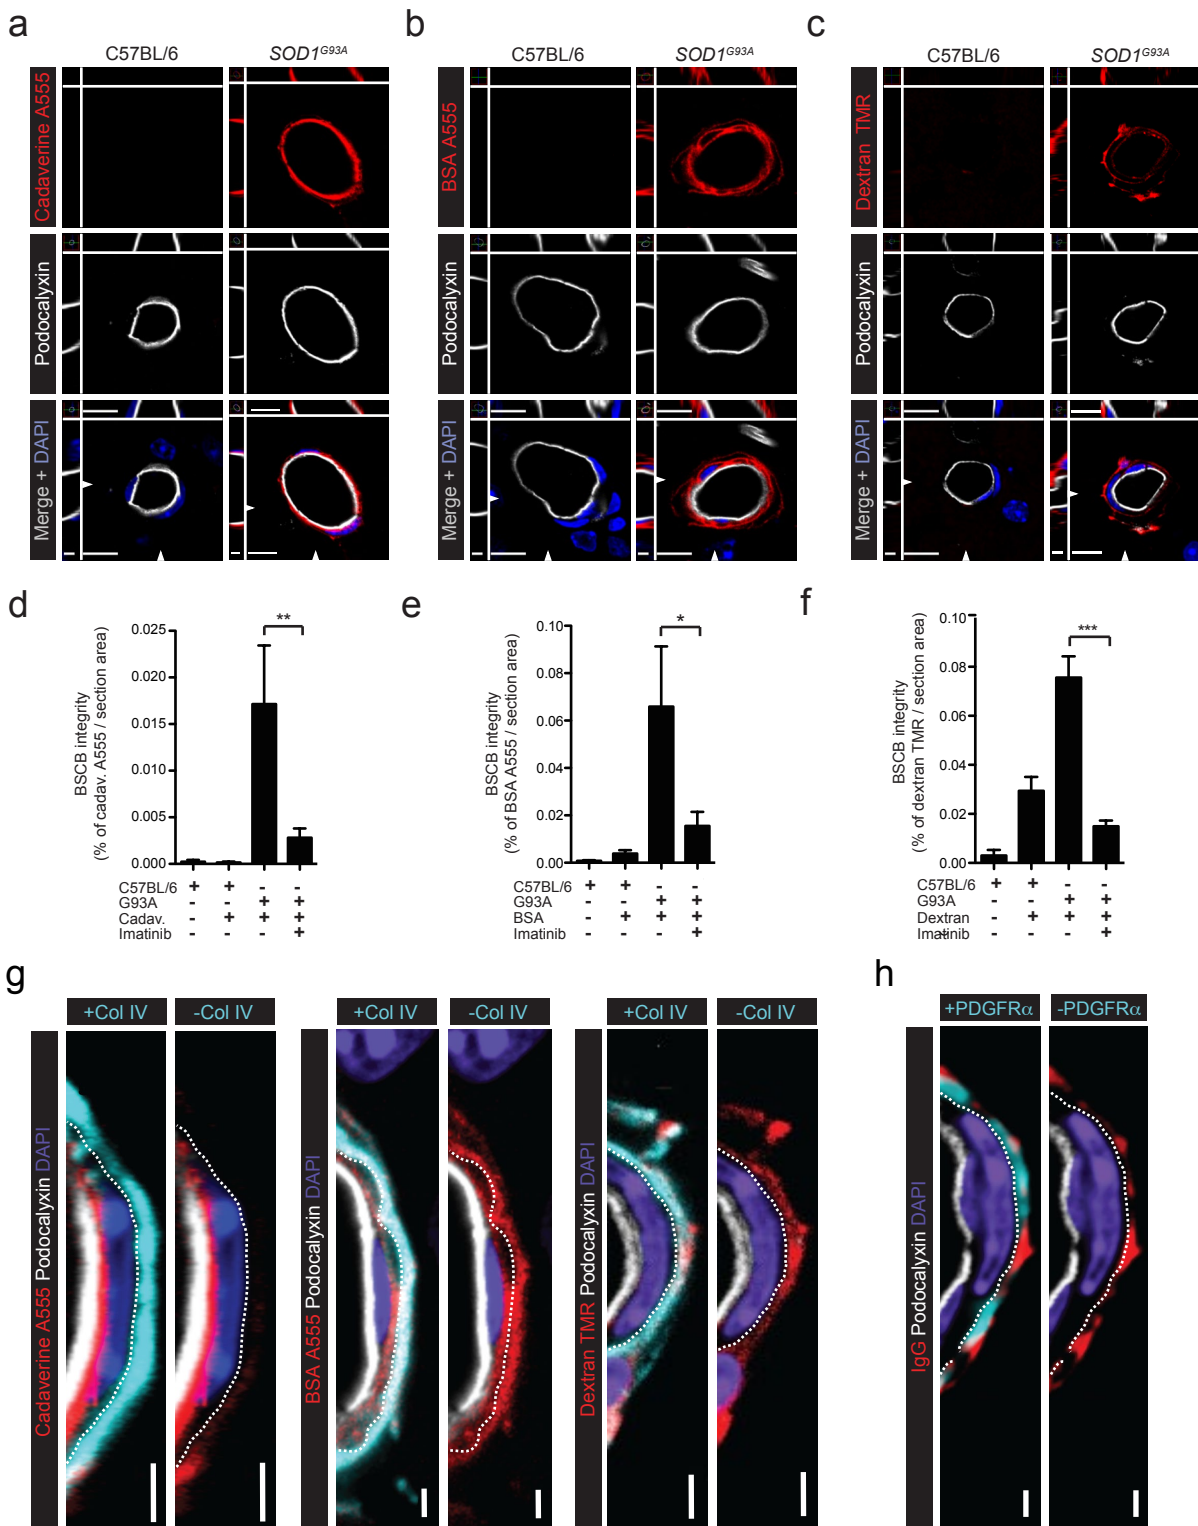 a
b
c
C57BL/6
SOD1G93A
C57BL/6
SOD1G93A
C57BL/6
SOD1G93A
Cadaverine A555
Podocalyxin
Merge + DAPI
BSA A555
Podocalyxin
Merge + DAPI
Dextran TMR
Podocalyxin
Merge + DAPI
d
BSCB integrity
(% of cadav. A555 / section area)
0.025
0.020
0.015
0.010
0.005
0.000
**
C57BL/6 + + - -
G93A - - + +
Cadav. - + + +
Imatinib - - - +
e
BSCB integrity
(% of BSA A555 / section area)
0.10
0.08
0.06
0.04
0.02
0.00
*
C57BL/6 + + - -
G93A - - + +
BSA - + + +
Imatinib - - - +
f
BSCB integrity
(% of dextran TMR / section area)
0.10
0.08
0.06
0.04
0.02
0.00
***
C57BL/6 + + - -
G93A - - + +
Dextran - + + +
Imatinib - - - +
g
+Col IV
-Col IV
+Col IV
-Col IV
+Col IV
-Col IV
Cadaverine A555 Podocalyxin DAPI
BSA A555 Podocalyxin DAPI
Dextran TMR Podocalyxin DAPI
h
+PDGFRα
-PDGFRα
IgG Podocalyxin DAPI